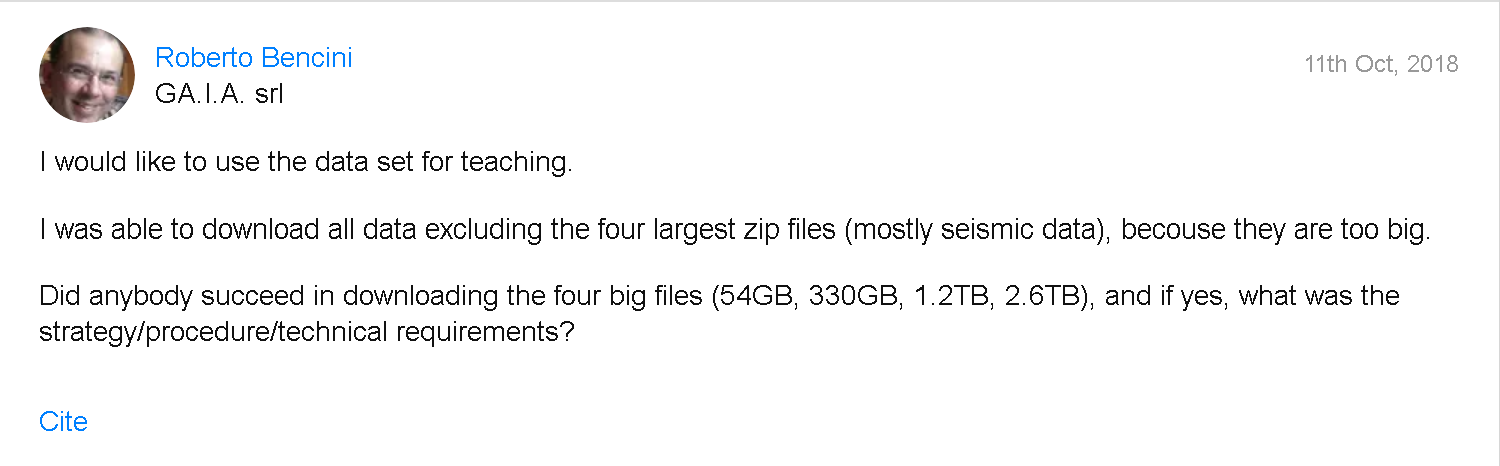 Roberto Bencini
11th Oct, 2018
GA.I.A. srl
I would like to use the data set for teaching.
I was able to download all data excluding the four largest zip files (mostly seismic data), becouse they are too big.
Did anybody succeed in downloading the four big files (54GB, 330GB, 1.2TB, 2.6TB), and if yes, what was the
strategy/procedure/technical requirements?
Cite